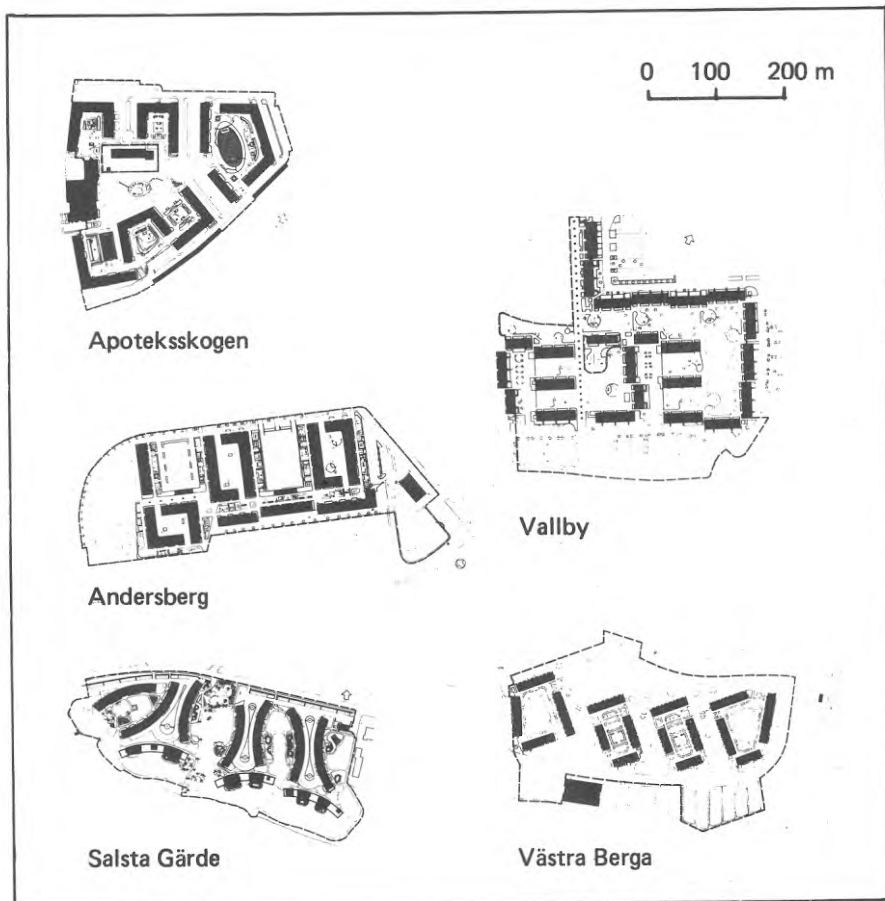 0 100 200 m
Apoteksskogen
Vallby
Andersberg
Salsta Gärde
Västra Berga